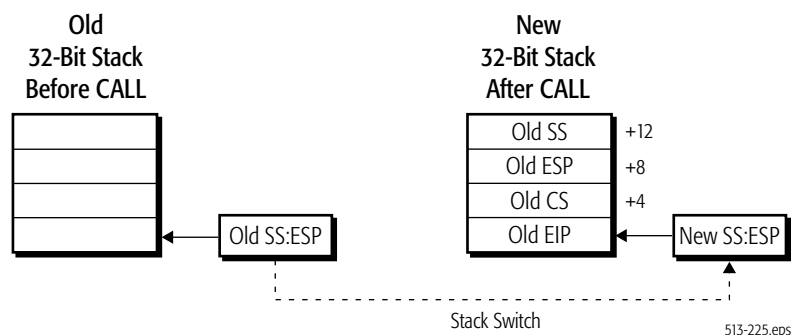 Old
32-Bit Stack
Before CALL
New
32-Bit Stack
After CALL
Old SS
+12
Old ESP
+8
Old CS
+4
Old EIP
Old SS:ESP
New SS:ESP
Stack Switch
513-225.eps